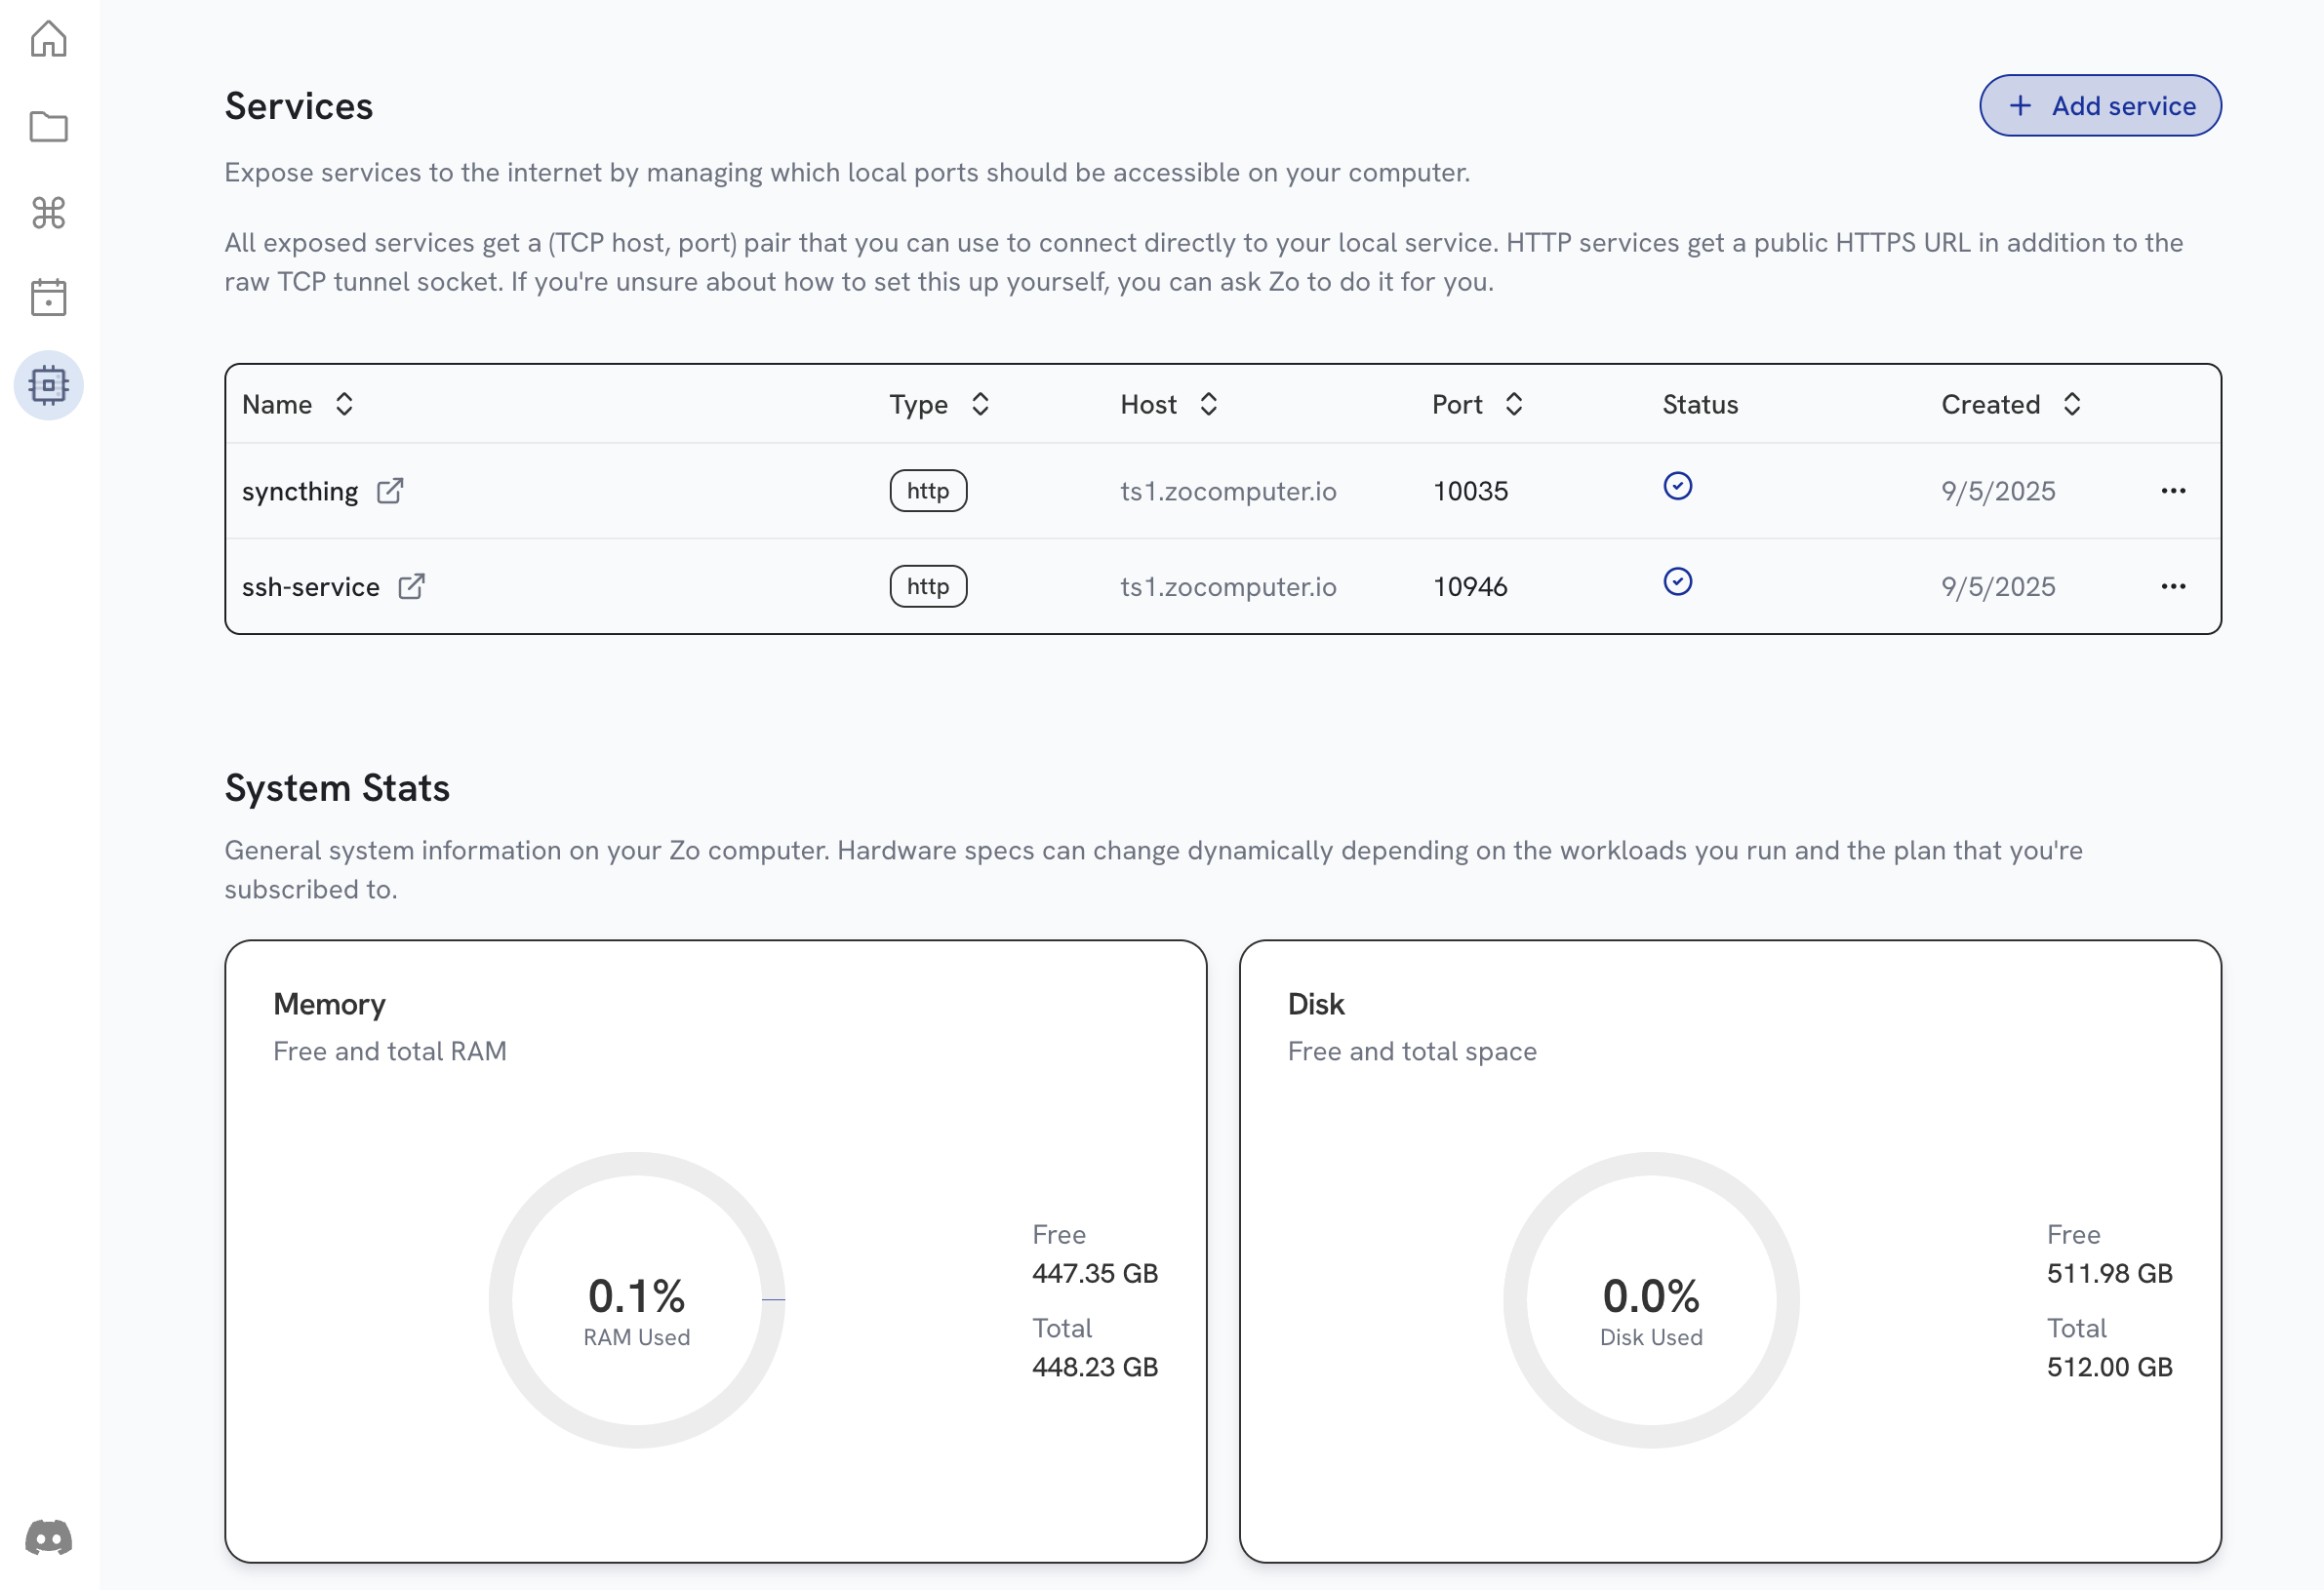 Services
+ Add service
Expose services to the internet by managing which local ports should be accessible on your computer.
All exposed services get a (TCP host, port) pair that you can use to connect directly to your local service. HTTP services get a public HTTPS URL in addition to the
raw TCP tunnel socket. If you're unsure about how to set this up yourself, you can ask Zo to do it for you.
Name Type Host Port Status Created
syncthing http ts1.zocomputer.io 10035 9/5/2025
ssh-service http ts1.zocomputer.io 10946 9/5/2025
System Stats
General system information on your Zo computer. Hardware specs can change dynamically depending on the workloads you run and the plan that you're
subscribed to.
Memory
Free and total RAM
0.1%
RAM Used
Free
447.35 GB
Total
448.23 GB
Disk
Free and total space
0.0%
Disk Used
Free
511.98 GB
Total
512.00 GB